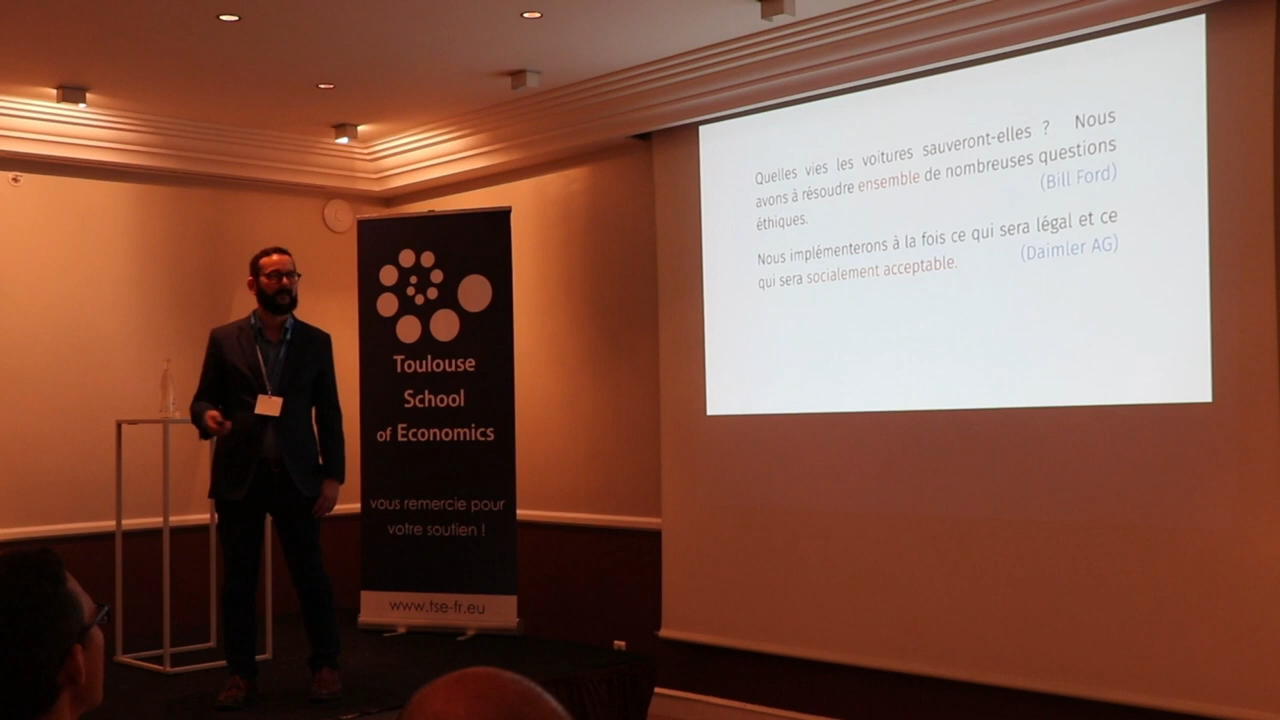 Toulouse
School
of Economics
vous remercie pour
votre soutien !
www.tse-fr.eu
Quelles vies les voitures sauveront-elles ? Nous
avons à résoudre ensemble de nombreuses questions
éthiques. (Bill Ford)
Nous implémenterons à la fois ce qui sera légal et ce
qui sera socialement acceptable. (Daimler AG)